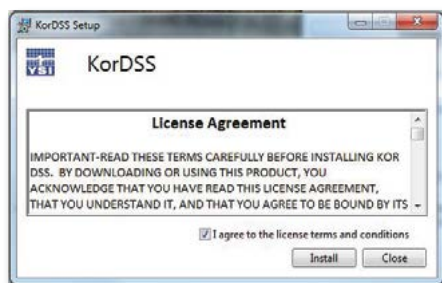 KorDSS Setup
YSI
KorDSS
License Agreement
IMPORTANT-READ THESE TERMS CAREFULLY BEFORE INSTALLING KOR
DSS. BY DOWNLOADING OR USING THIS PRODUCT, YOU
ACKNOWLEDGE THAT YOU HAVE READ THIS LICENSE AGREEMENT,
THAT YOU UNDERSTAND IT, AND THAT YOU AGREE TO BE BOUND BY ITS
I agree to the license terms and conditions
Install Close